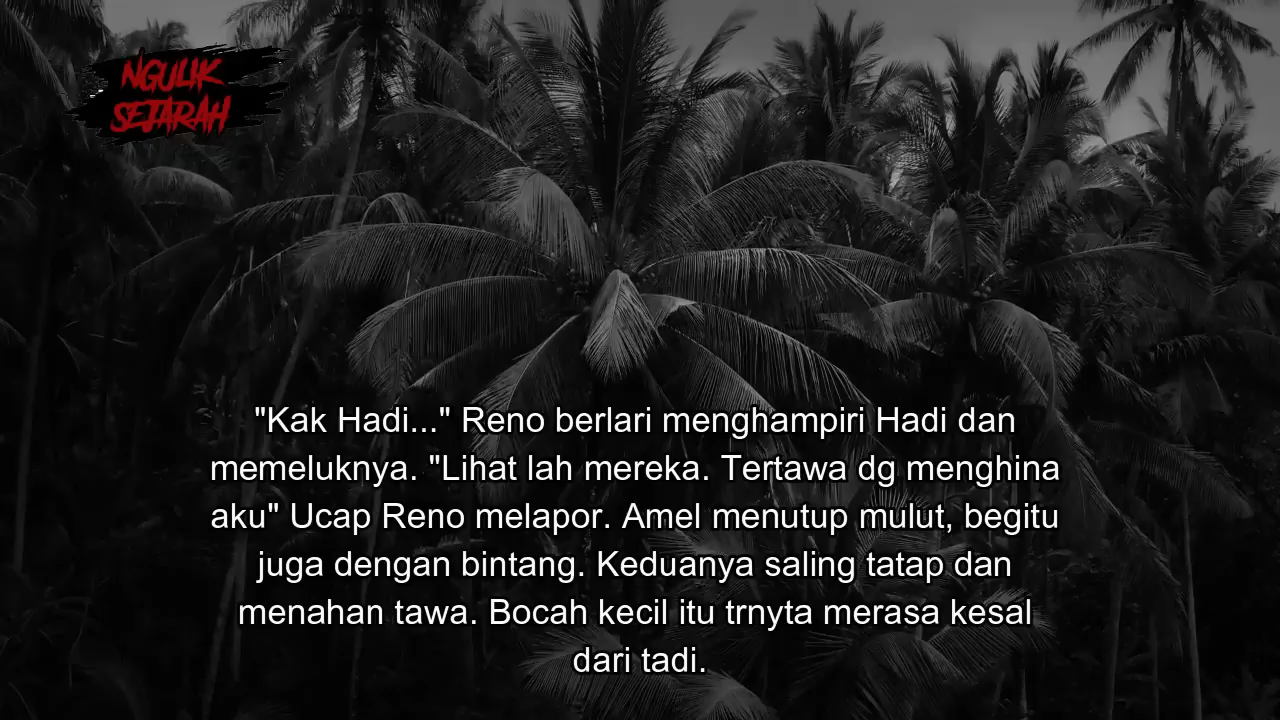 NGULIK
SEJARAH
"Kak Hadi..." Reno berlari menghampiri Hadi dan
memeluknya. "Lihat lah mereka. Tertawa dg menghina
aku" Ucap Reno melapor. Amel menutup mulut, begitu
juga dengan bintang. Keduanya saling tatap dan
menahan tawa. Bocah kecil itu trnyta merasa kesal
dari tadi.